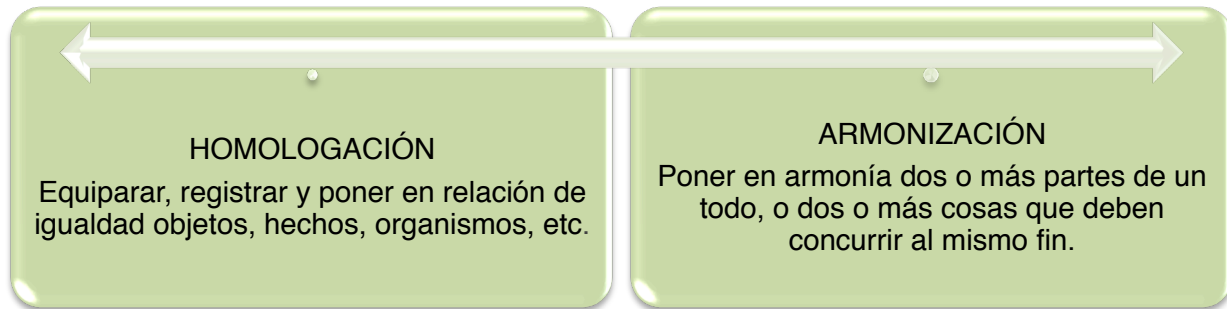 HOMOLOGACIÓN
Equiparar, registrar y poner en relación de
igualdad objetos, hechos, organismos, etc.
ARMONIZACIÓN
Poner en armonía dos o más partes de un
todo, o dos o más cosas que deben
concurrir al mismo fin.